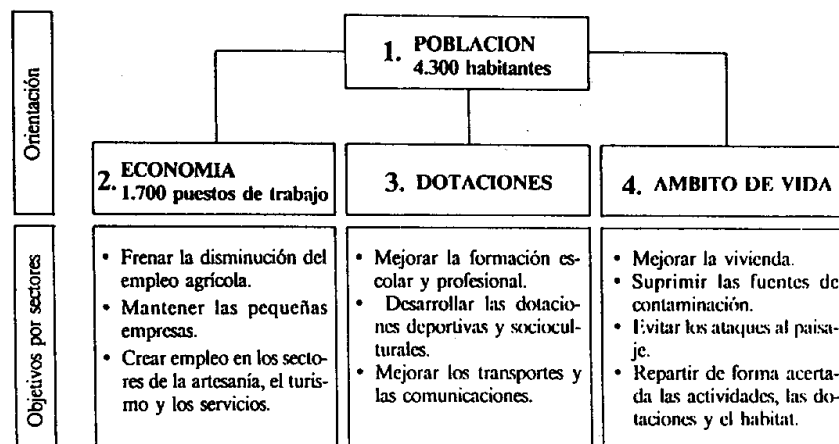 Orientación
1. POBLACION
4.300 habitantes
2. ECONOMIA
1.700 puestos de trabajo
3. DOTACIONES
4. AMBITO DE VIDA
Objetivos por sectores
• Frenar la disminución del
empleo agrícola.
• Mantener las pequeñas
empresas.
• Crear empleo en los secto-
res de la artesanía, el turis-
mo y los servicios.
• Mejorar la formación es-
colar y profesional.
• Desarrollar las dotacio-
nes deportivas y sociocul-
turales.
• Mejorar los transportes y
las comunicaciones.
• Mejorar la vivienda.
• Suprimir las fuentes de
contaminación.
• Evitar los ataques al paisa-
je.
• Repartir de forma acerta-
da las actividades, las do-
taciones y el habitat.